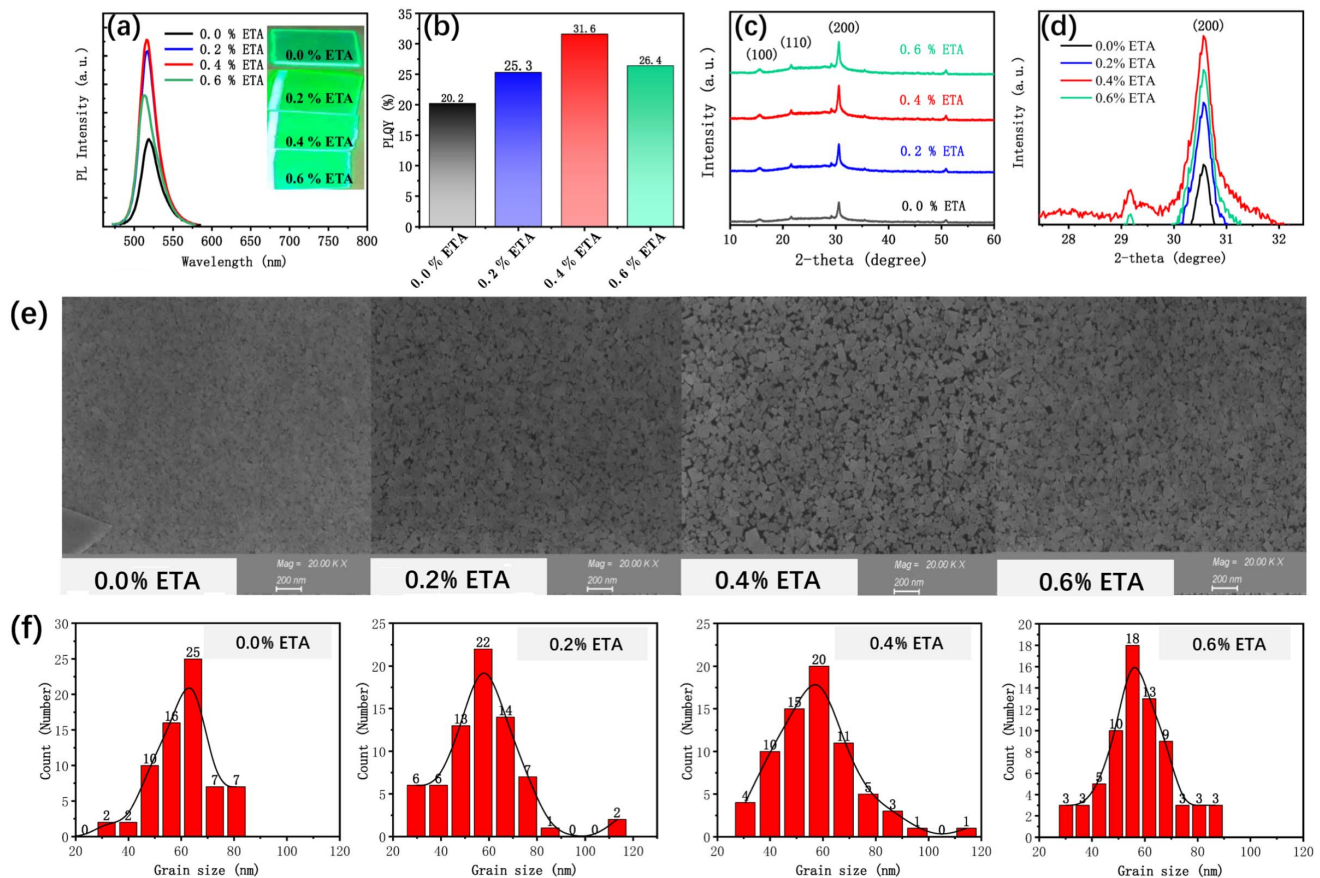 (a)
0.0 % ETA
0.2 % ETA
0.4 % ETA
0.6 % ETA
0.0 % ETA
0.2 % ETA
0.4 % ETA
0.6 % ETA
PL Intensity (a. u.)
500 550 600 650 700 750 800
Wavelength (nm)
(b)
PLQY (%)
35
30
25
20
15
10
5
0
20.2
25.3
31.6
26.4
0.0 % ETA
0.2 % ETA
0.4 % ETA
0.6 % ETA
(c)
(100)
(110)
(200)
0.6 % ETA
0.4 % ETA
0.2 % ETA
0.0 % ETA
Intensity (a. u.)
10 20 30 40 50 60
2-theta (degree)
(d)
(200)
0.0% ETA
0.2% ETA
0.4% ETA
0.6% ETA
Intensity (a. u.)
28 29 30 31 32
2-theta (degree)
(e)
Mag = 20.00 K X
200 nm
0.0% ETA
Mag = 20.00 KX
200 nm
0.2% ETA
Mag = 20.00 K X
200 nm
0.4% ETA
Mag = 20.00 K X
200 nm
0.6% ETA
(f)
0.0% ETA
Count (Number)
30
25
20
15
10
5
0
0 2 2 10 16 25 7 7
20 40 60 80 100 120
Grain size (nm)
0.2% ETA
Count (Number)
25
20
15
10
5
0
6 6 13 22 14 7 1 0 0 2
20 40 60 80 100 120
Grain size (nm)
0.4% ETA
Count (Number)
25
20
15
10
5
0
4 10 15 20 11 5 3 1 0 1
20 40 60 80 100 120
Grain size (nm)
0.6% ETA
Count (Number)
20
18
16
14
12
10
8
6
4
2
0
3 3 5 10 18 13 9 3 3 3
20 40 60 80 100 120
Grain size (nm)